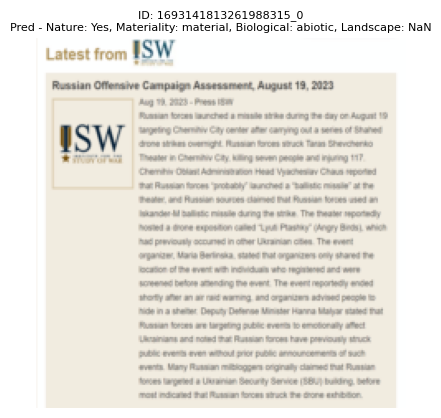 ID: 1693141813261988315_0
Pred - Nature: Yes, Materiality: material, Biological: abiotic, Landscape: NaN
Latest from ISW
Russian Offensive Campaign Assessment, August 19, 2023
Aug 19, 2023 - Press ISW
ISW
INSTITUTE FOR THE
STUDY OF WAR
Russian forces launched a missile strike during the day on August 19
targeting Chernihiv City center after carrying out a series of Shahed
drone strikes overnight. Russian forces struck Taras Shevchenko
Theater in Chernihiv City, killing seven people and injuring 117.
Chernihiv Oblast Administration Head Vyacheslav Chaus reported
that Russian forces "probably" launched a "ballistic missile" at the
theater, and Russian sources claimed that Russian forces used an
Iskander-M ballistic missile during the strike. The theater reportedly
hosted a drone exposition called "Lyuti Ptashky" (Angry Birds), which
had previously occurred in other Ukrainian cities. The event
organizer, Maria Berlinska, stated that organizers only shared the
location of the event with individuals who registered and were
screened before attending the event. The event reportedly ended
shortly after an air raid warning, and organizers advised people to
hide in a shelter. Deputy Defense Minister Hanna Malyar stated that
Russian forces are targeting public events to emotionally affect
Ukrainians and noted that Russian forces have previously struck
public events even without prior public announcements of such
events. Many Russian milbloggers originally claimed that Russian
forces targeted a Ukrainian Security Service (SBU) building, before
most indicated that Russian forces struck the drone exhibition.